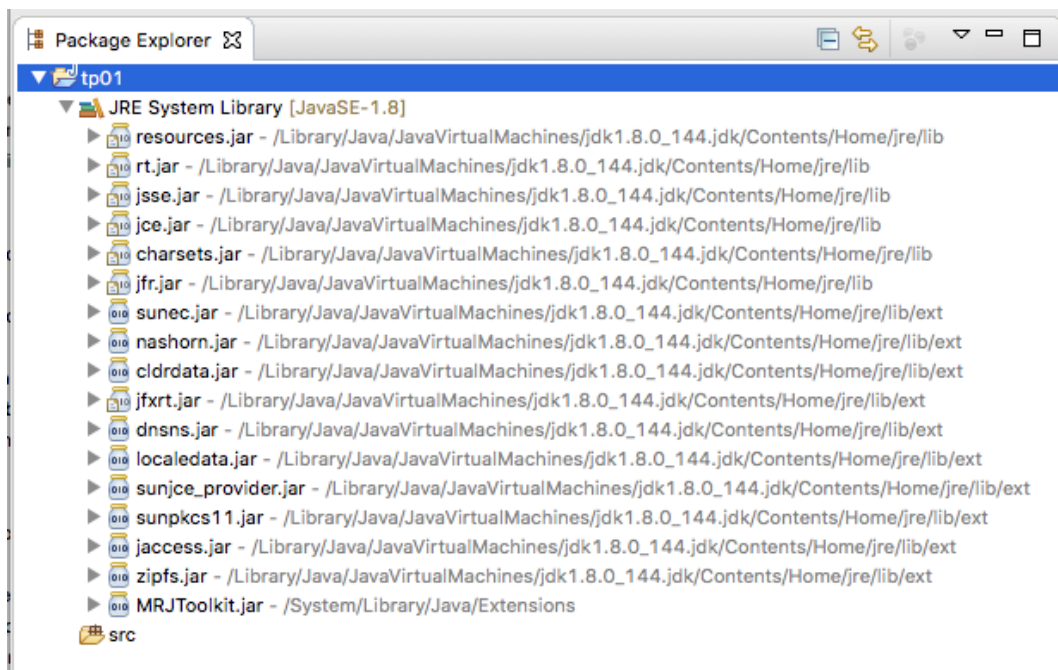 Package Explorer
tp01
JRE System Library [JavaSE-1.8]
resources.jar - /Library/Java/JavaVirtualMachines/jdk1.8.0_144.jdk/Contents/Home/jre/lib
rt.jar - /Library/Java/JavaVirtualMachines/jdk1.8.0_144.jdk/Contents/Home/jre/lib
jsse.jar - /Library/Java/JavaVirtualMachines/jdk1.8.0_144.jdk/Contents/Home/jre/lib
jce.jar - /Library/Java/JavaVirtualMachines/jdk1.8.0_144.jdk/Contents/Home/jre/lib
charsets.jar - /Library/Java/JavaVirtualMachines/jdk1.8.0_144.jdk/Contents/Home/jre/lib
jfr.jar - /Library/Java/JavaVirtualMachines/jdk1.8.0_144.jdk/Contents/Home/jre/lib
sunec.jar - /Library/Java/JavaVirtualMachines/jdk1.8.0_144.jdk/Contents/Home/jre/lib/ext
nashorn.jar - /Library/Java/JavaVirtualMachines/jdk1.8.0_144.jdk/Contents/Home/jre/lib/ext
cldrdata.jar - /Library/Java/JavaVirtualMachines/jdk1.8.0_144.jdk/Contents/Home/jre/lib/ext
jfxrt.jar - /Library/Java/JavaVirtualMachines/jdk1.8.0_144.jdk/Contents/Home/jre/lib/ext
dnsns.jar - /Library/Java/JavaVirtualMachines/jdk1.8.0_144.jdk/Contents/Home/jre/lib/ext
localedata.jar - /Library/Java/JavaVirtualMachines/jdk1.8.0_144.jdk/Contents/Home/jre/lib/ext
sunjce_provider.jar - /Library/Java/JavaVirtualMachines/jdk1.8.0_144.jdk/Contents/Home/jre/lib/ext
sunpkcs11.jar - /Library/Java/JavaVirtualMachines/jdk1.8.0_144.jdk/Contents/Home/jre/lib/ext
jaccess.jar - /Library/Java/JavaVirtualMachines/jdk1.8.0_144.jdk/Contents/Home/jre/lib/ext
zipfs.jar - /Library/Java/JavaVirtualMachines/jdk1.8.0_144.jdk/Contents/Home/jre/lib/ext
MRJToolkit.jar - /System/Library/Java/Extensions
src